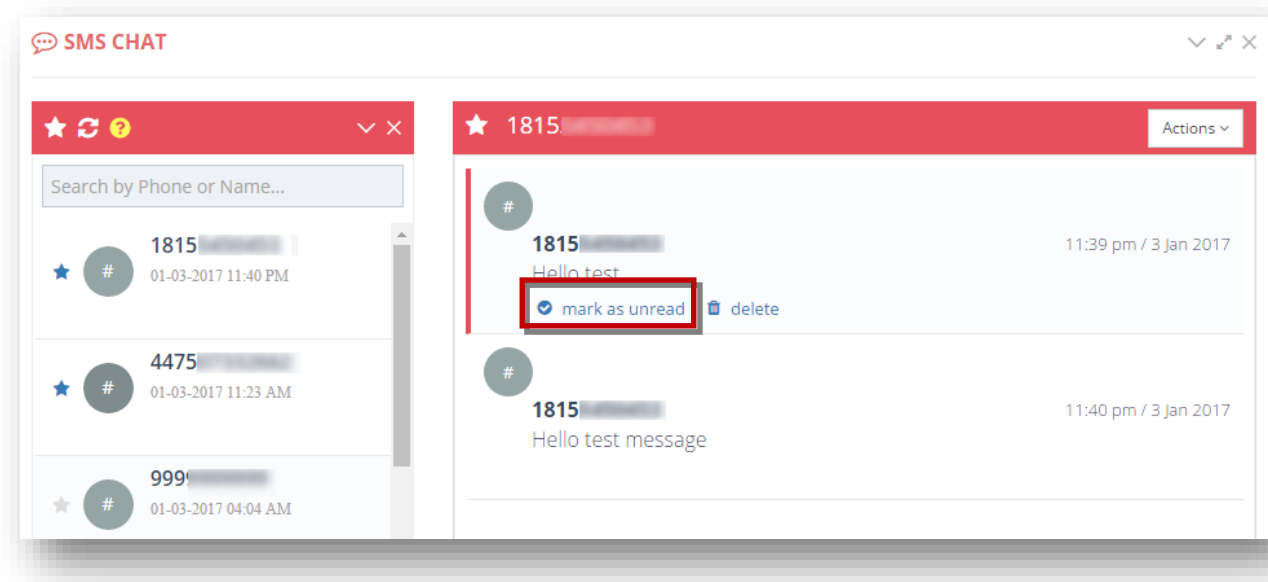 SMS CHAT
?
Search by Phone or Name...
# 1815
01-03-2017 11:40 PM
# 4475
01-03-2017 11:23 AM
# 999
01-03-2017 04:04 AM
1815
Actions
#
1815 11:39 pm / 3 Jan 2017
Hello test
mark as unread delete
#
1815 11:40 pm / 3 Jan 2017
Hello test message